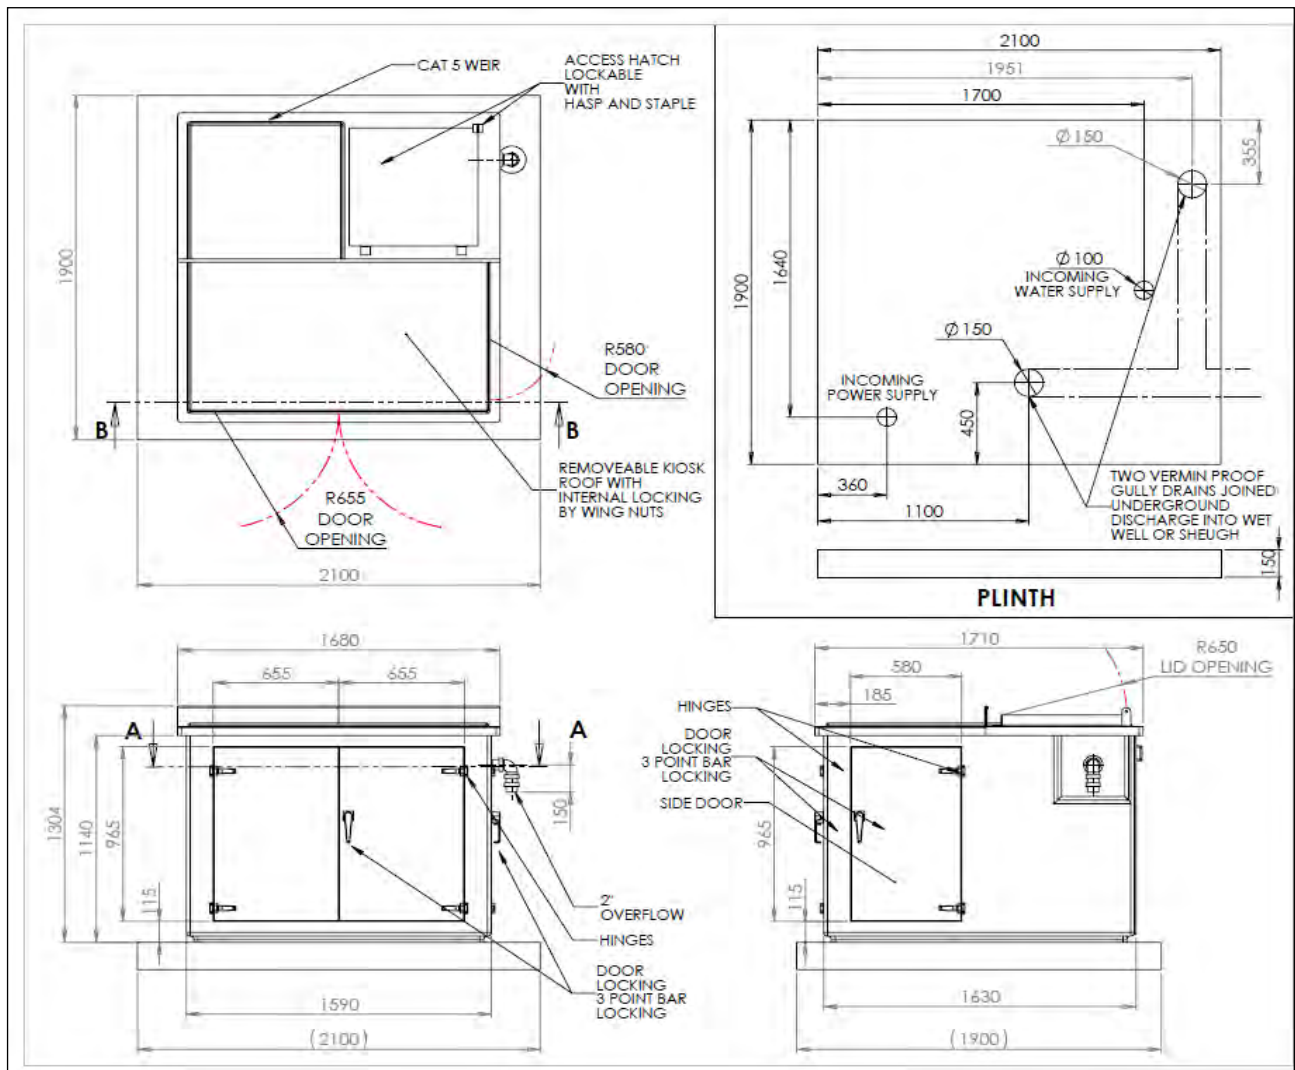 CAT 5 WEIR
ACCESS HATCH
LOCKABLE
WITH
HASP AND STAPLE
1900
R580
DOOR
OPENING
B
B
REMOVEABLE KIOSK
ROOF WITH
INTERNAL LOCKING
BY WING NUTS
R655
DOOR
OPENING
2100
2100
1951
1700
Ø150
355
1900
1640
Ø100
INCOMING
WATER SUPPLY
Ø150
INCOMING
POWER SUPPLY
450
360
1100
TWO VERMIN PROOF
GULLY DRAINS JOINED
UNDERGROUND
DISCHARGE INTO WET
WELL OR SHEUGH
150
PLINTH
1680
655
655
A
A
1304
1140
965
115
150
2"
OVERFLOW
HINGES
DOOR
LOCKING
3 POINT BAR
LOCKING
1590
(2100)
1710
R650
LID OPENING
580
185
HINGES
DOOR
LOCKING
3 POINT BAR
LOCKING
SIDE DOOR
965
115
1630
(1900)